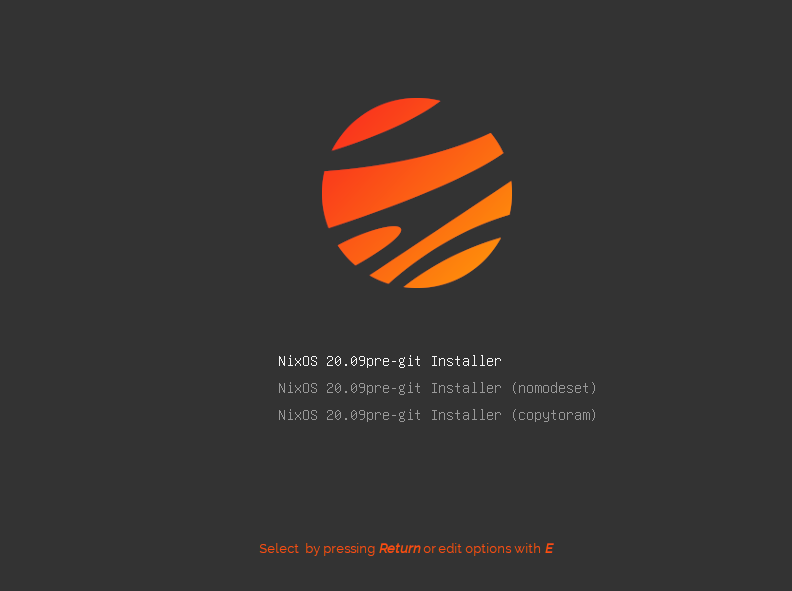 NixOS 20.09pre-git Installer
NixOS 20.09pre-git Installer (nomodeset)
NixOS 20.09pre-git Installer (copytoram)
Select  by pressing Return or edit options with E